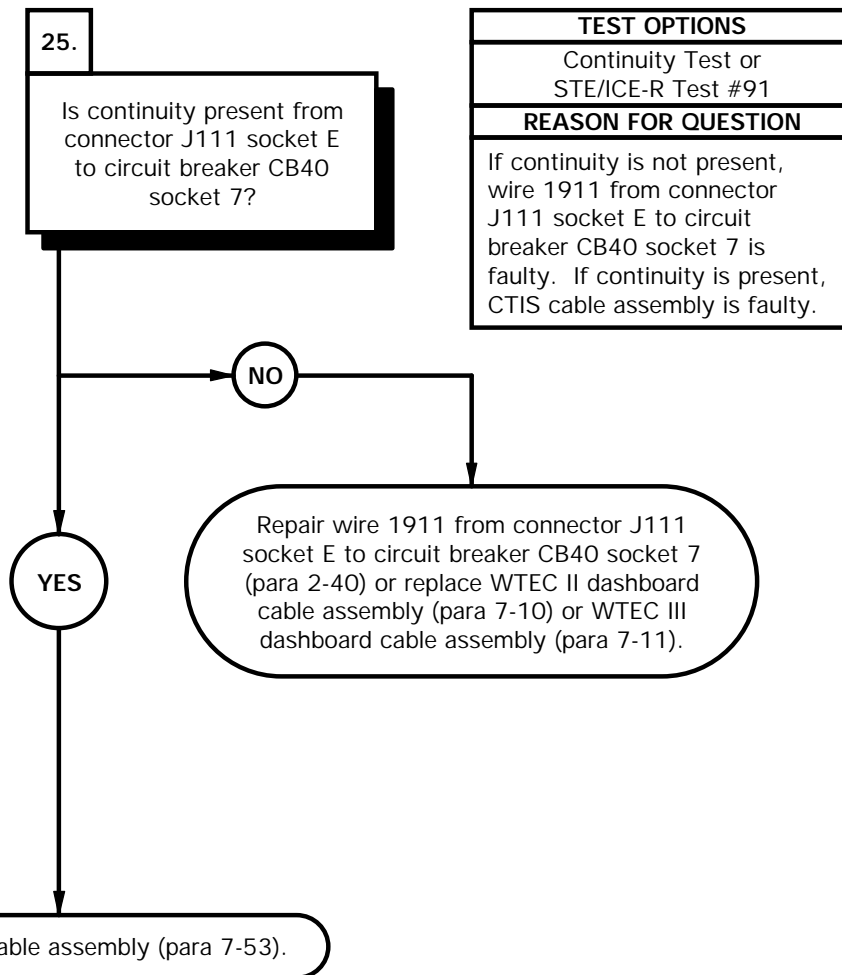 25.
Is continuity present from
connector J111 socket E
to circuit breaker CB40
socket 7?
TEST OPTIONS
Continuity Test or
STE/ICE-R Test #91
REASON FOR QUESTION
If continuity is not present,
wire 1911 from connector
J111 socket E to circuit
breaker CB40 socket 7 is
faulty.  If continuity is present,
CTIS cable assembly is faulty.
NO
Repair wire 1911 from connector J111
socket E to circuit breaker CB40 socket 7
(para 2-40) or replace WTEC II dashboard
cable assembly (para 7-10) or WTEC III
dashboard cable assembly (para 7-11).
YES
able assembly (para 7-53).